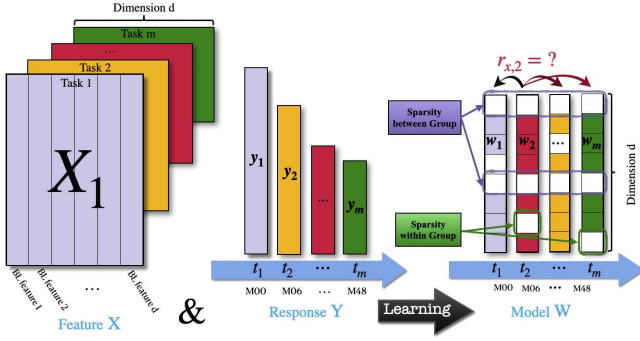 Dimension d
Task m
...
Task 2
Task 1
X₁
BL feature 1
BL feature 2
...
BL feature d
Feature X
&
y₁
y₂
...
yₘ
t₁ t₂ ... tₘ
M00 M06 ... M48
Response Y
Learning
rₓ,₂ = ?
Sparsity
between Group
Sparsity
within Group
w₁ w₂ ... wₘ
Dimension d
t₁ t₂ ... tₘ
M00 M06 ... M48
Model W